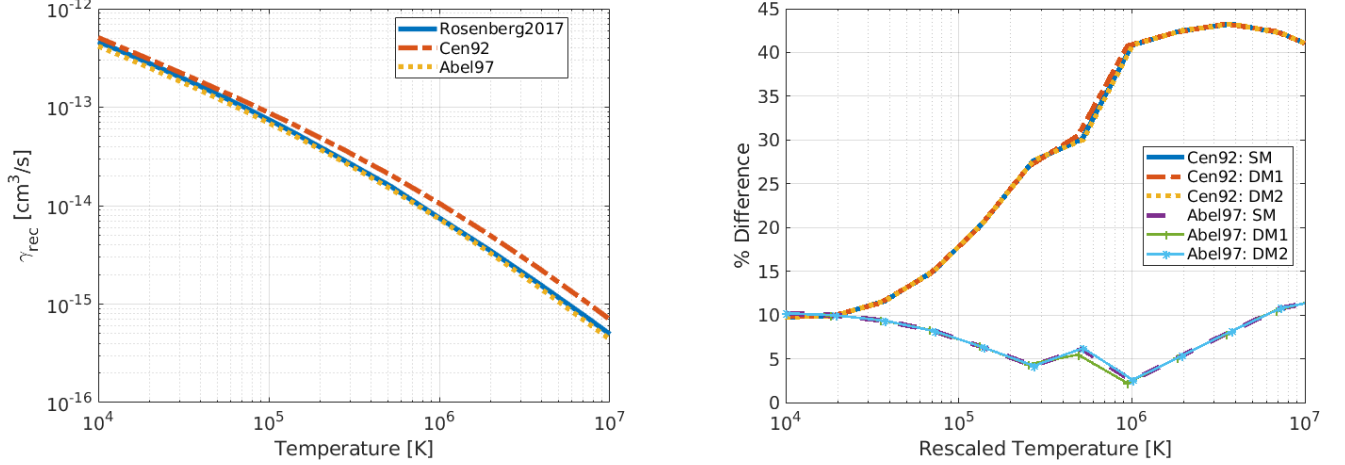 10^-12
10^-13
10^-14
10^-15
10^-16
γ_rec [cm^3/s]
Rosenberg2017
Cen92
Abel97
10^4
10^5
10^6
10^7
Temperature [K]
45
40
35
30
25
20
15
10
5
0
% Difference
Cen92: SM
Cen92: DM1
Cen92: DM2
Abel97: SM
Abel97: DM1
Abel97: DM2
10^4
10^5
10^6
10^7
Rescaled Temperature [K]